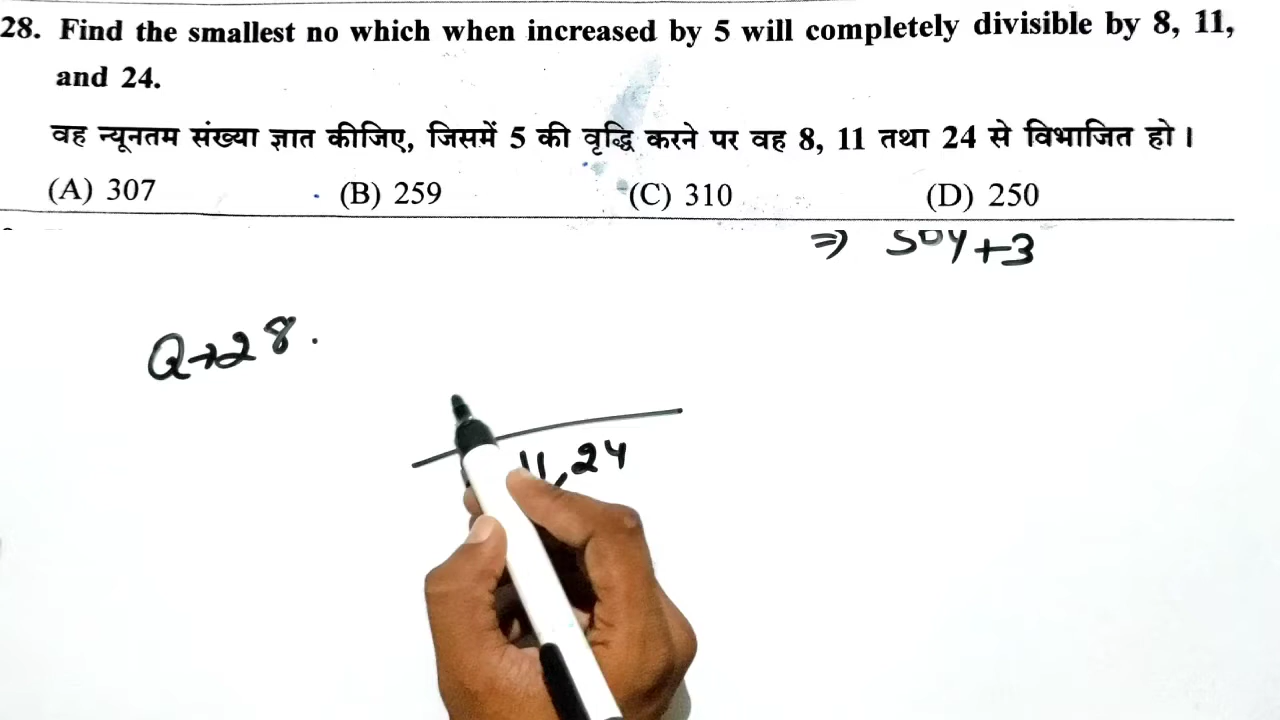 28. Find the smallest no which when increased by 5 will completely divisible by 8, 11,
and 24.
वह न्यूनतम संख्या ज्ञात कीजिए, जिसमें 5 की वृद्धि करने पर वह 8, 11 तथा 24 से विभाजित हो।
(A) 307 (B) 259 (C) 310 (D) 250
⇒ 504+3
Q→28.
11, 24